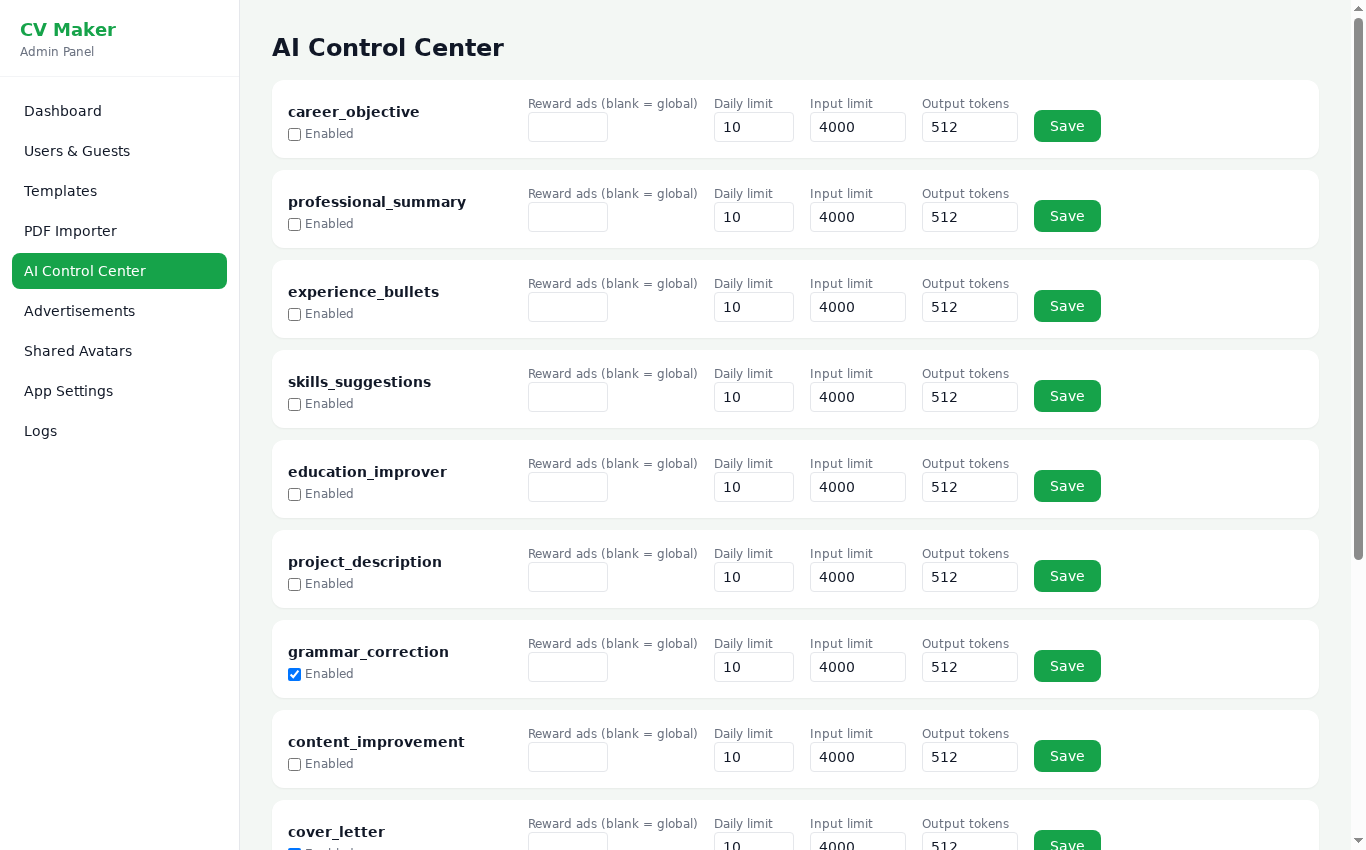 CV Maker
Admin Panel
Dashboard
Users & Guests
Templates
PDF Importer
AI Control Center
Advertisements
Shared Avatars
App Settings
Logs
AI Control Center
career_objective
Enabled
Reward ads (blank = global) Daily limit Input limit Output tokens
10 4000 512 Save
professional_summary
Enabled
Reward ads (blank = global) Daily limit Input limit Output tokens
10 4000 512 Save
experience_bullets
Enabled
Reward ads (blank = global) Daily limit Input limit Output tokens
10 4000 512 Save
skills_suggestions
Enabled
Reward ads (blank = global) Daily limit Input limit Output tokens
10 4000 512 Save
education_improver
Enabled
Reward ads (blank = global) Daily limit Input limit Output tokens
10 4000 512 Save
project_description
Enabled
Reward ads (blank = global) Daily limit Input limit Output tokens
10 4000 512 Save
grammar_correction
Enabled
Reward ads (blank = global) Daily limit Input limit Output tokens
10 4000 512 Save
content_improvement
Enabled
Reward ads (blank = global) Daily limit Input limit Output tokens
10 4000 512 Save
cover_letter
Reward ads (blank = global) Daily limit Input limit Output tokens
10 4000 512 Save